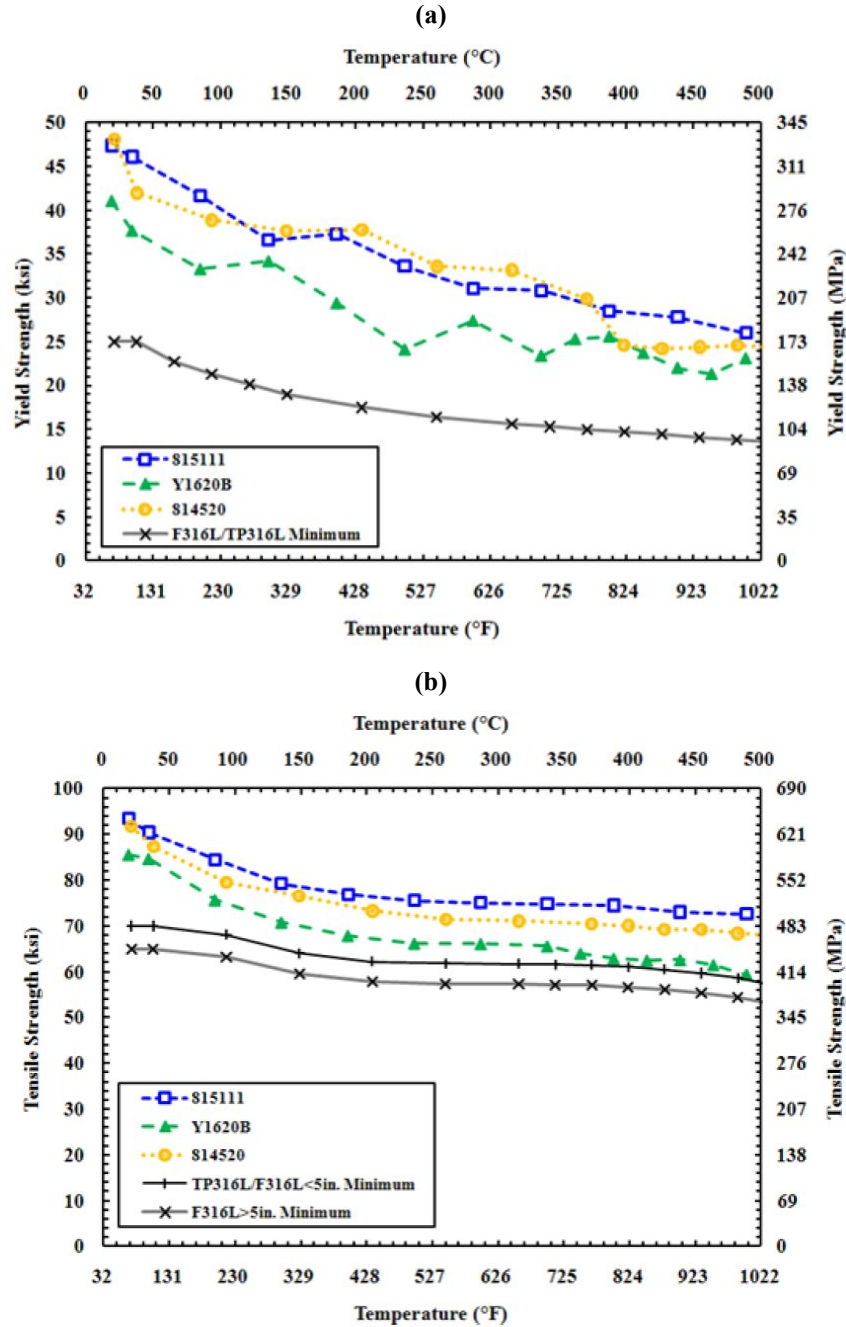 (a)
Temperature (°C)
0 50 100 150 200 250 300 350 400 450 500
50 345
45 311
40 276
35 242
30 207
25 173
20 138
15 104
10 69
5 35
0 0
Yield Strength (ksi)
Yield Strength (MPa)
S15111
Y1620B
S14520
F316L/TP316L Minimum
32 131 230 329 428 527 626 725 824 923 1022
Temperature (°F)
(b)
Temperature (°C)
0 50 100 150 200 250 300 350 400 450 500
100 690
90 621
80 552
70 483
60 414
50 345
40 276
30 207
20 138
10 69
0 0
Tensile Strength (ksi)
Tensile Strength (MPa)
S15111
Y1620B
S14520
TP316L/F316L<5in. Minimum
F316L>5in. Minimum
32 131 230 329 428 527 626 725 824 923 1022
Temperature (°F)